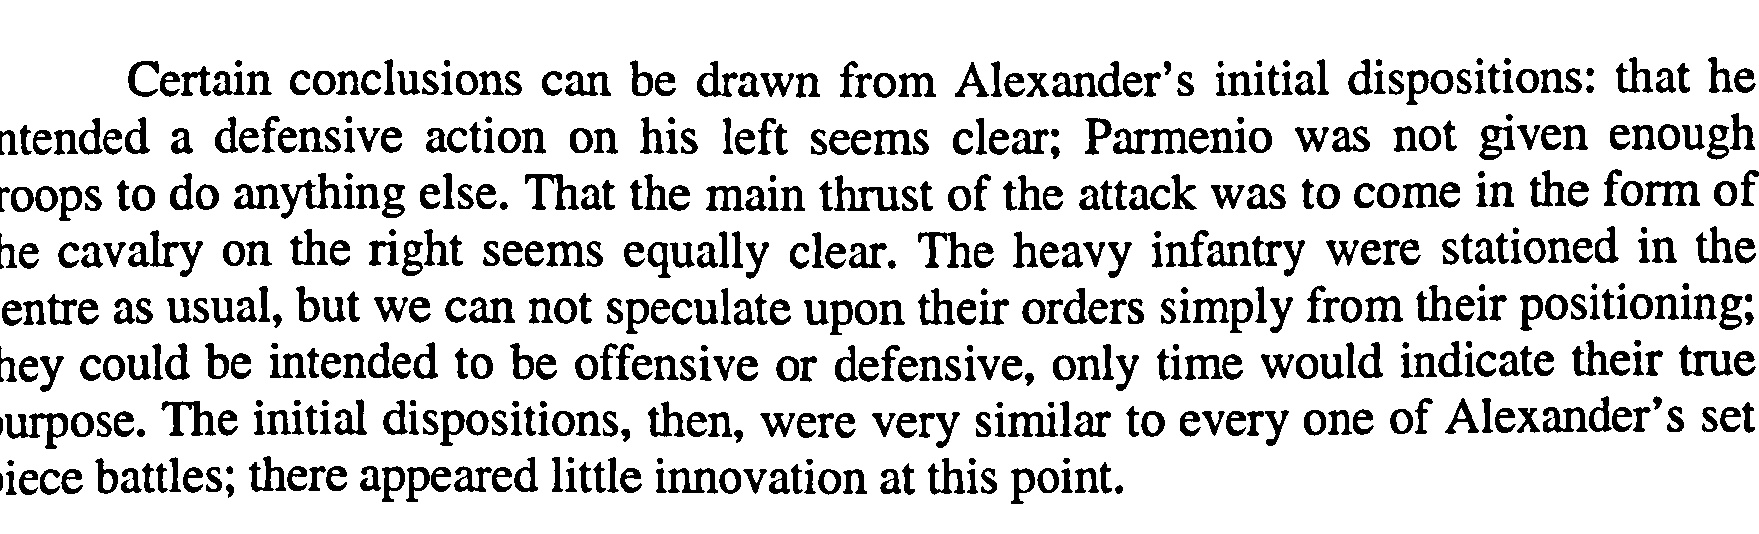 Certain conclusions can be drawn from Alexander's initial dispositions: that he
ntended a defensive action on his left seems clear; Parmenio was not given enough
roops to do anything else. That the main thrust of the attack was to come in the form of
he cavalry on the right seems equally clear. The heavy infantry were stationed in the
entre as usual, but we can not speculate upon their orders simply from their positioning;
hey could be intended to be offensive or defensive, only time would indicate their true
urpose. The initial dispositions, then, were very similar to every one of Alexander's set
iece battles; there appeared little innovation at this point.